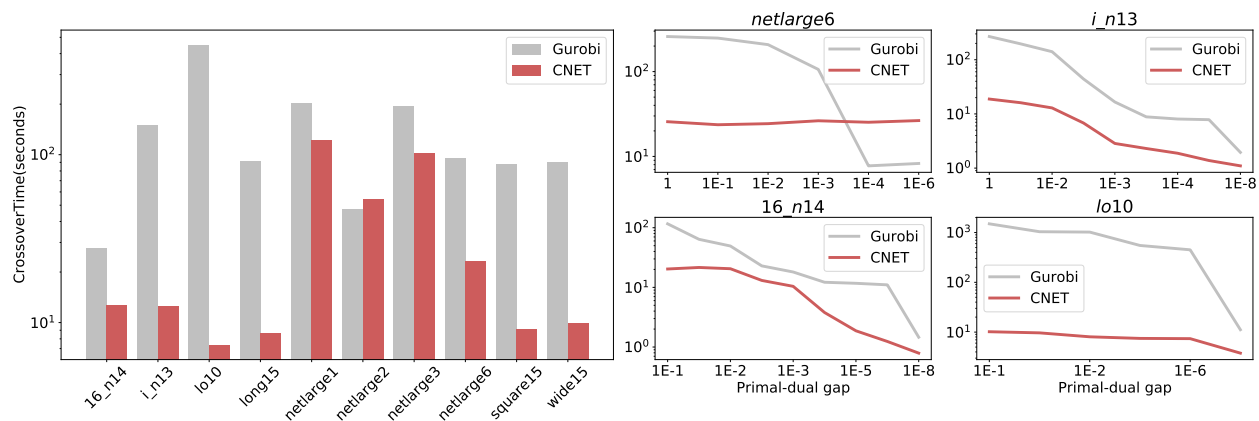 CrossoverTime(seconds)
10²
10¹
Gurobi
CNET
16_n14
i_n13
lo10
long15
netlarge1
netlarge2
netlarge3
netlarge6
square15
wide15
netlarge6
10²
10¹
Gurobi
CNET
1
1E-1
1E-2
1E-3
1E-4
1E-6
i_n13
10²
10¹
10⁰
Gurobi
CNET
1
1E-2
1E-3
1E-4
1E-8
16_n14
10²
10¹
10⁰
Gurobi
CNET
1E-1
1E-2
1E-3
1E-5
1E-8
Primal-dual gap
lo10
10³
10²
10¹
Gurobi
CNET
1E-1
1E-2
1E-6
Primal-dual gap